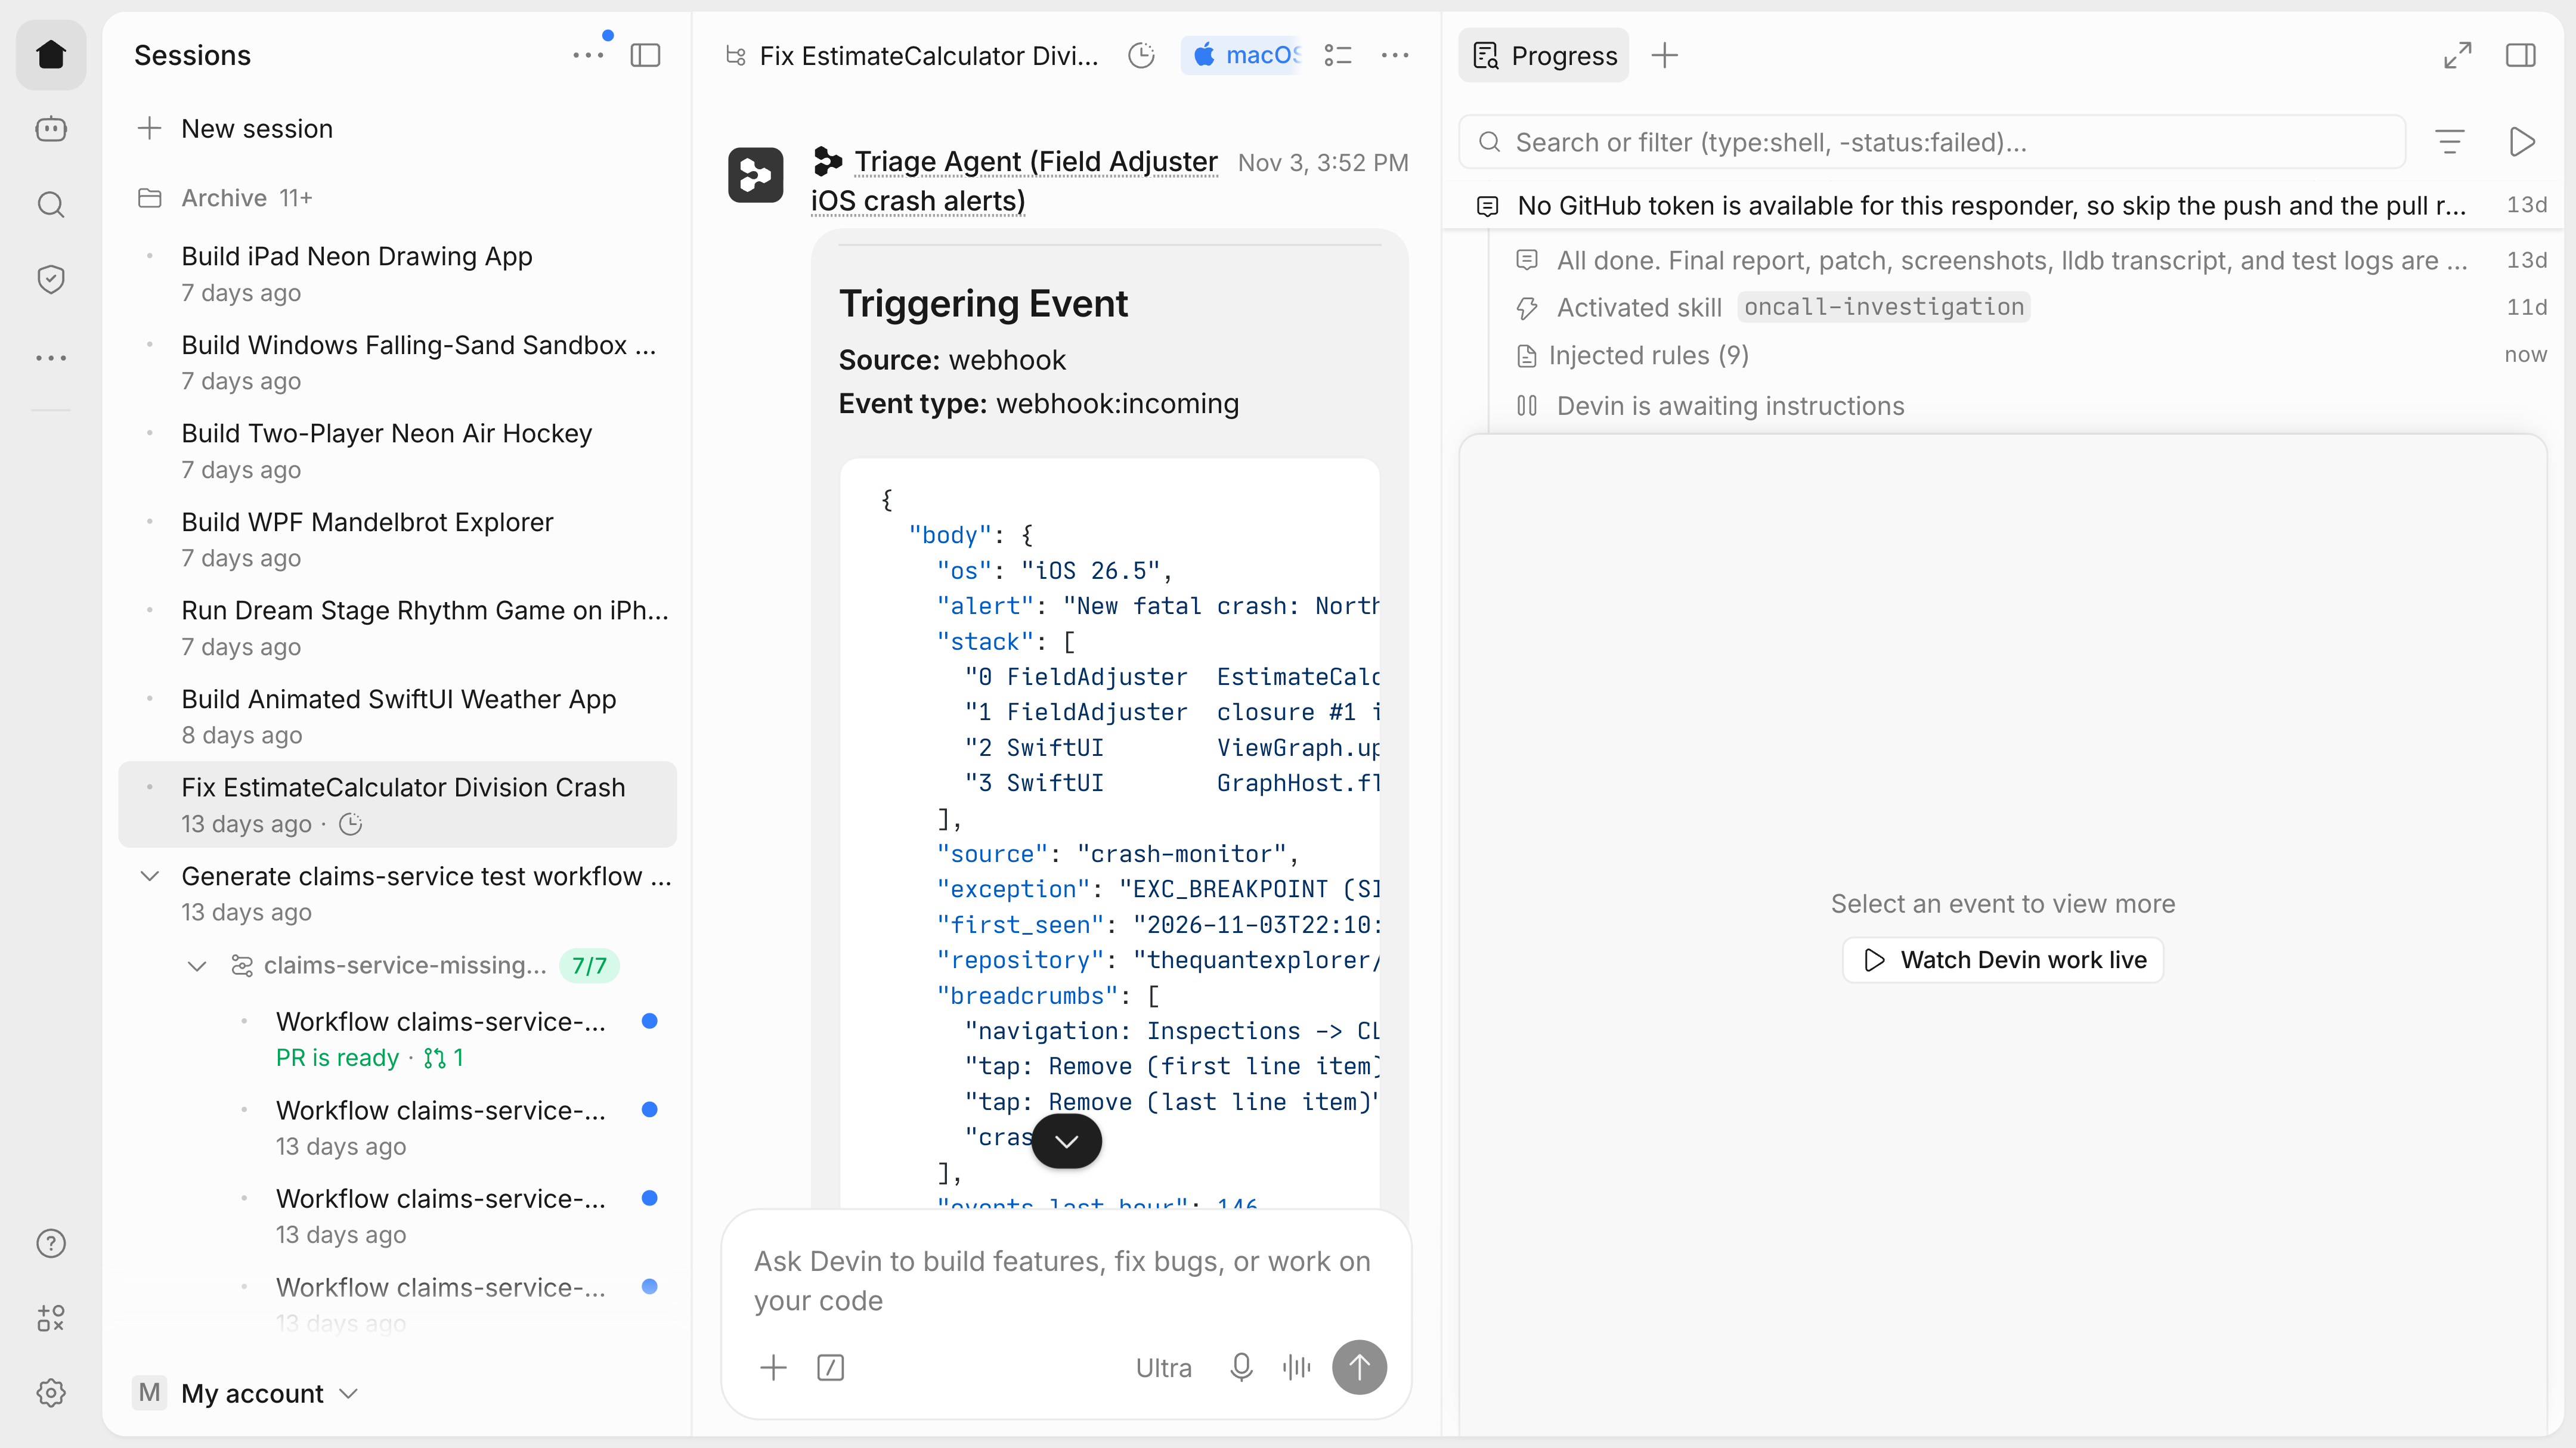 Sessions
New session
Archive 11+
Build iPad Neon Drawing App
7 days ago
Build Windows Falling-Sand Sandbox ...
7 days ago
Build Two-Player Neon Air Hockey
7 days ago
Build WPF Mandelbrot Explorer
7 days ago
Run Dream Stage Rhythm Game on iPh...
7 days ago
Build Animated SwiftUI Weather App
8 days ago
Fix EstimateCalculator Division Crash
13 days ago ·
Generate claims-service test workflow ...
13 days ago
claims-service-missing... 7/7
Workflow claims-service-...
PR is ready · 1
Workflow claims-service-...
13 days ago
Workflow claims-service-...
13 days ago
Workflow claims-service-...
13 days ago
M My account
Fix EstimateCalculator Divi... macOS
Triage Agent (Field Adjuster iOS crash alerts) Nov 3, 3:52 PM
Triggering Event
Source: webhook
Event type: webhook:incoming
{
"body": {
"os": "iOS 26.5",
"alert": "New fatal crash: North
"stack": [
"0 FieldAdjuster EstimateCalc
"1 FieldAdjuster closure #1 i
"2 SwiftUI ViewGraph.up
"3 SwiftUI GraphHost.fl
],
"source": "crash-monitor",
"exception": "EXC_BREAKPOINT (SI
"first_seen": "2026-11-03T22:10:
"repository": "thequantexplorer/
"breadcrumbs": [
"navigation: Inspections -> CL
"tap: Remove (first line item)
"tap: Remove (last line item)"
"cras
],
"events_last_hour": 146
Ask Devin to build features, fix bugs, or work on your code
Ultra
Progress
Search or filter (type:shell, -status:failed)...
No GitHub token is available for this responder, so skip the push and the pull r... 13d
All done. Final report, patch, screenshots, lldb transcript, and test logs are ... 13d
Activated skill oncall-investigation 11d
Injected rules (9) now
Devin is awaiting instructions
Select an event to view more
Watch Devin work live